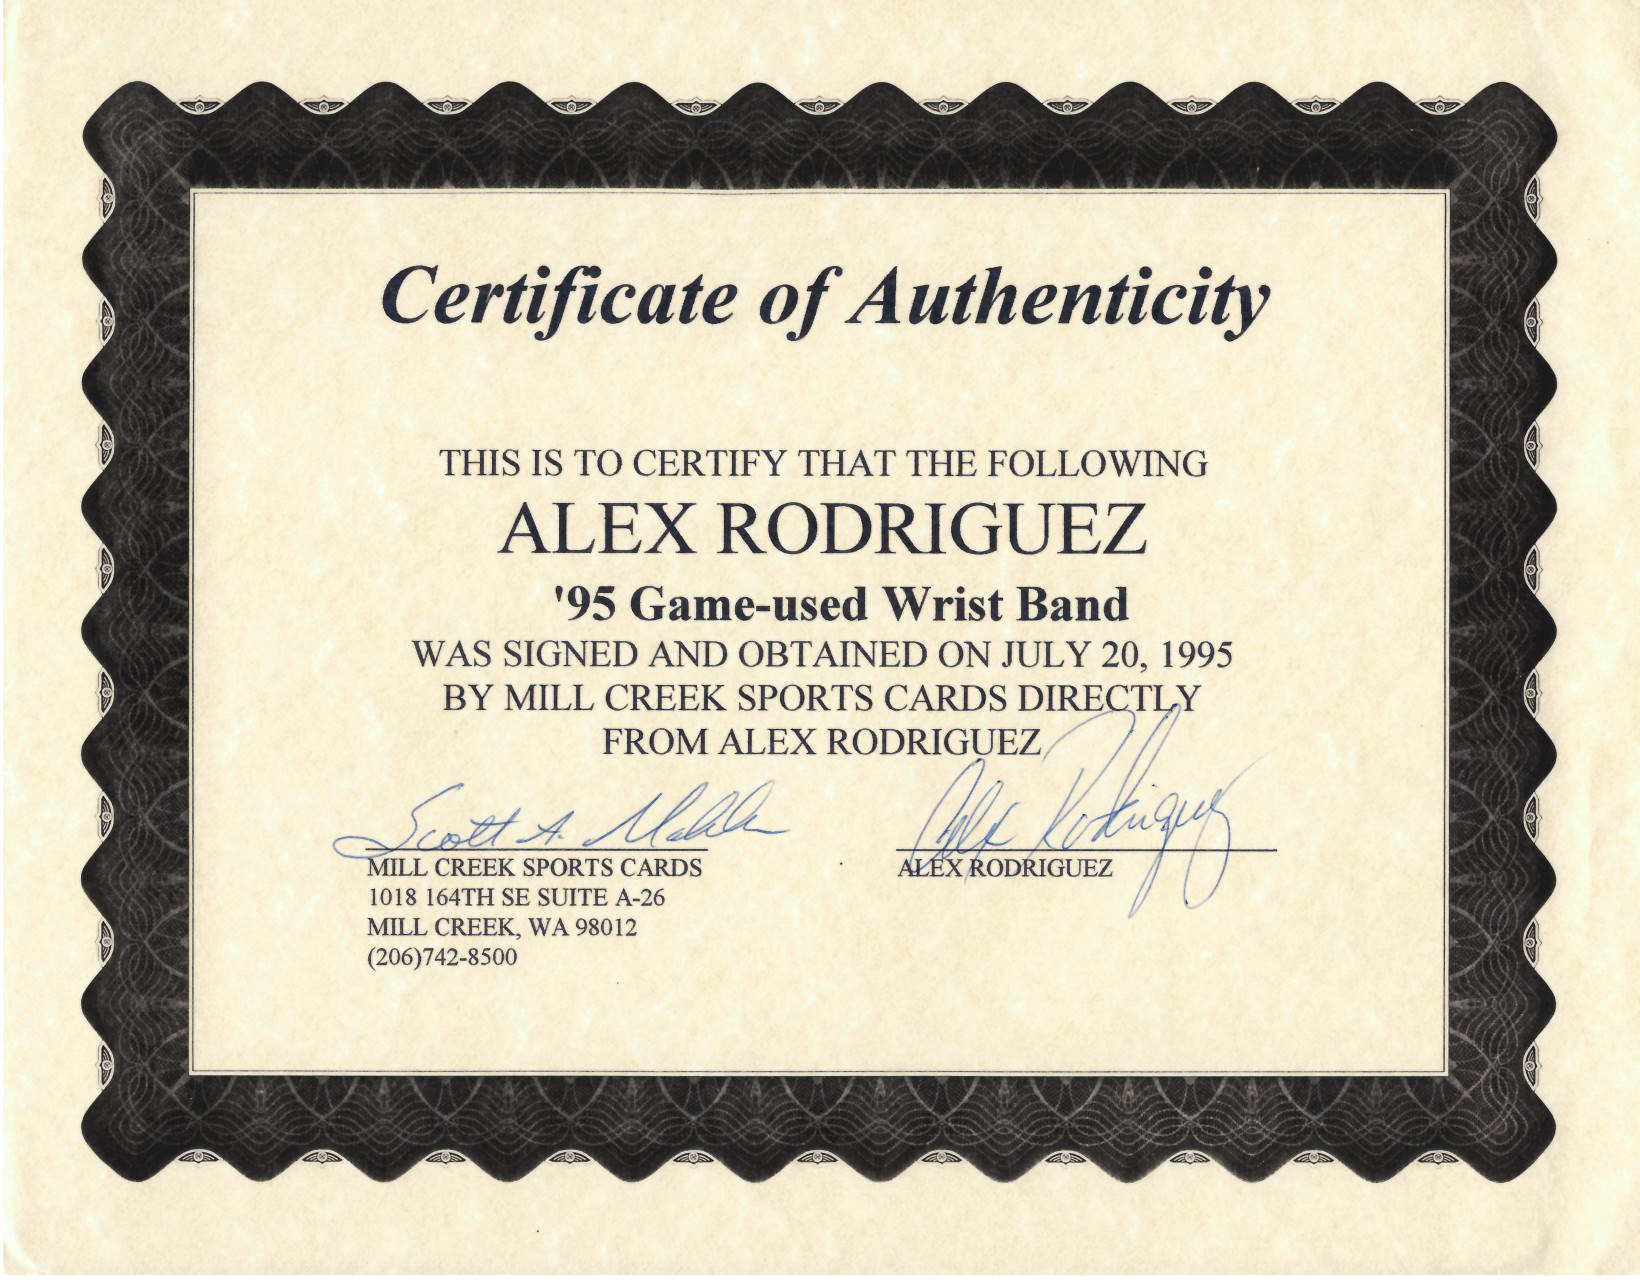 Certificate of Authenticity
THIS IS TO CERTIFY THAT THE FOLLOWING
ALEX RODRIGUEZ
'95 Game-used Wrist Band
WAS SIGNED AND OBTAINED ON JULY 20, 1995
BY MILL CREEK SPORTS CARDS DIRECTLY
FROM ALEX RODRIGUEZ
Scott A.
Alex Rodriguez
MILL CREEK SPORTS CARDS
ALEX RODRIGUEZ
1018 164TH SE SUITE A-26
MILL CREEK, WA 98012
(206)742-8500